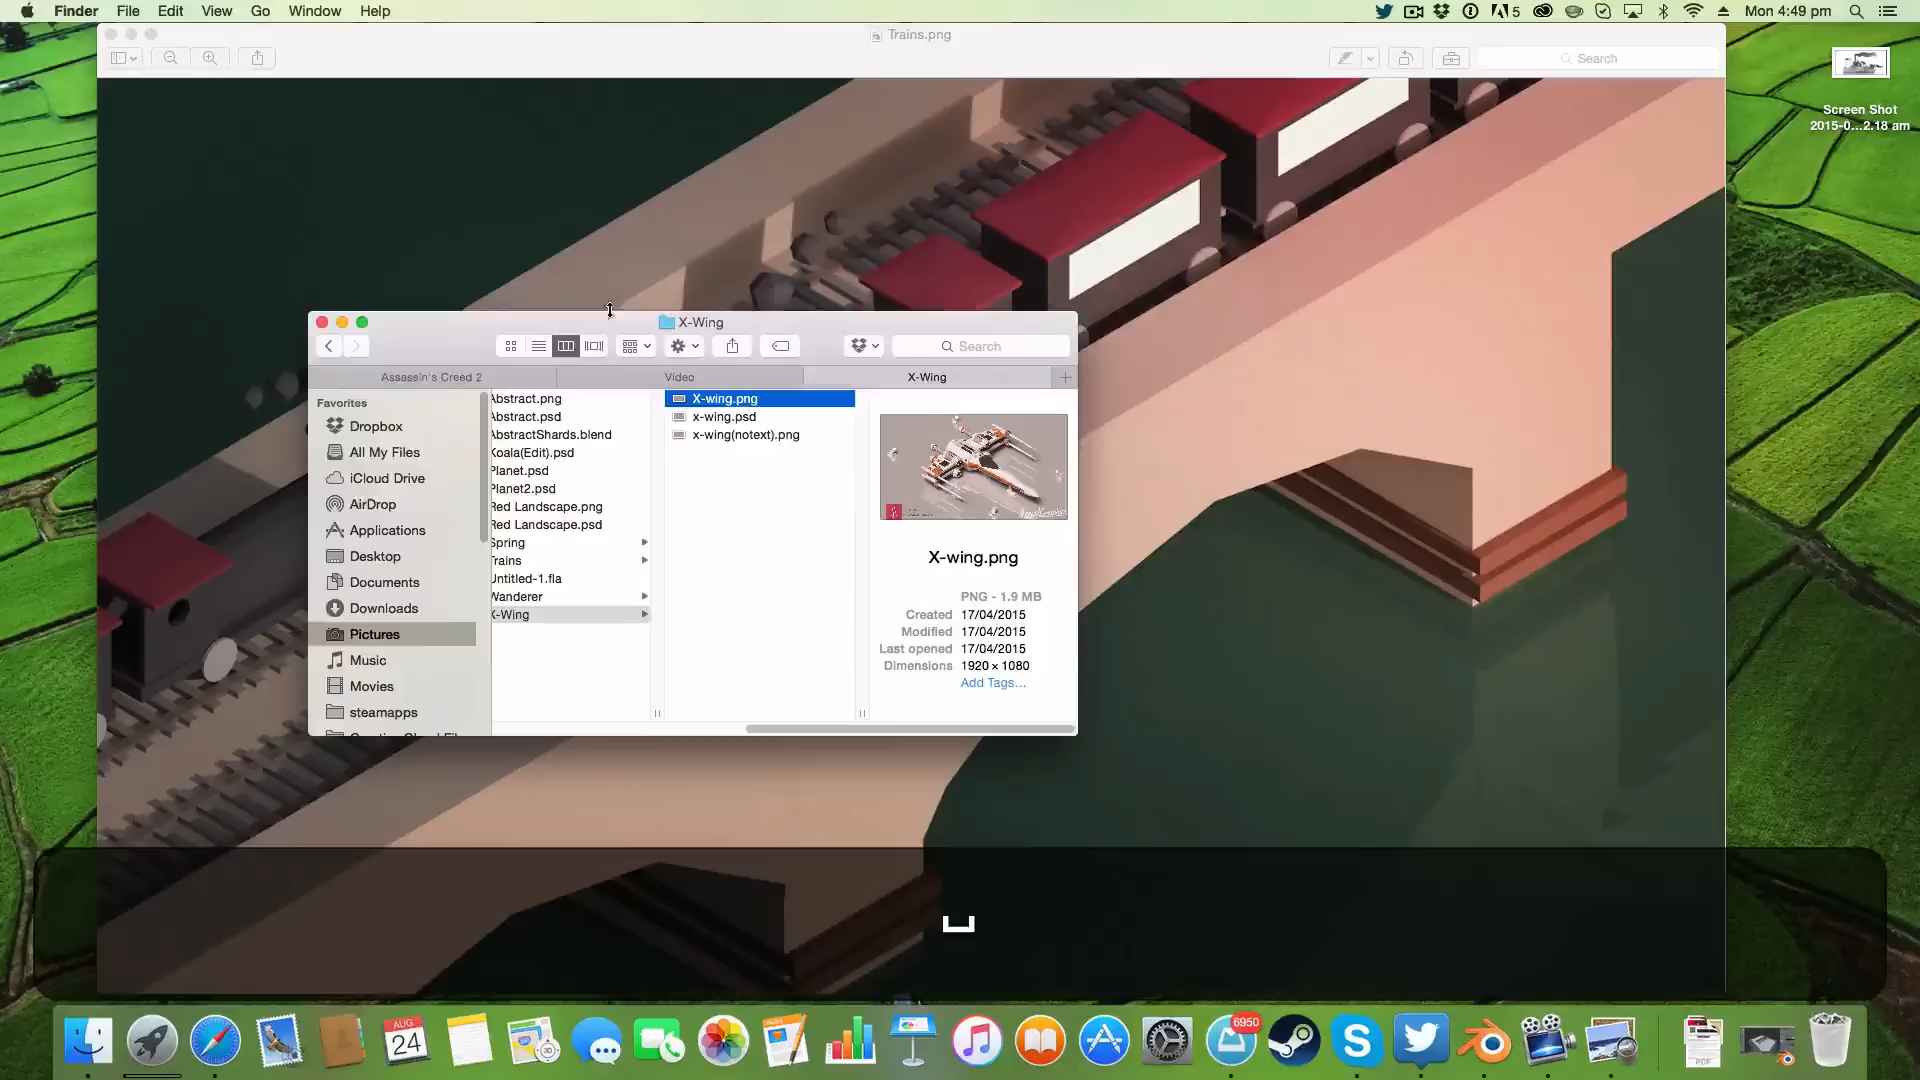 Finder File Edit View Go Window Help
5 Mon 4:49 pm
Trains.png
Search
Screen Shot
2015-0...2.18 am
X-Wing
Search
Assassin's Creed 2 Video X-Wing
Favorites
Dropbox
All My Files
iCloud Drive
AirDrop
Applications
Desktop
Documents
Downloads
Pictures
Music
Movies
steamapps
Abstract.png
Abstract.psd
AbstractShards.blend
Koala(Edit).psd
Planet.psd
Planet2.psd
Red Landscape.png
Red Landscape.psd
Spring
Trains
Untitled-1.fla
Wanderer
X-Wing
X-wing.png
x-wing.psd
x-wing(notext).png
X-wing.png
PNG - 1.9 MB
Created 17/04/2015
Modified 17/04/2015
Last opened 17/04/2015
Dimensions 1920 × 1080
Add Tags...
AUG
24
3D
6950
PDF